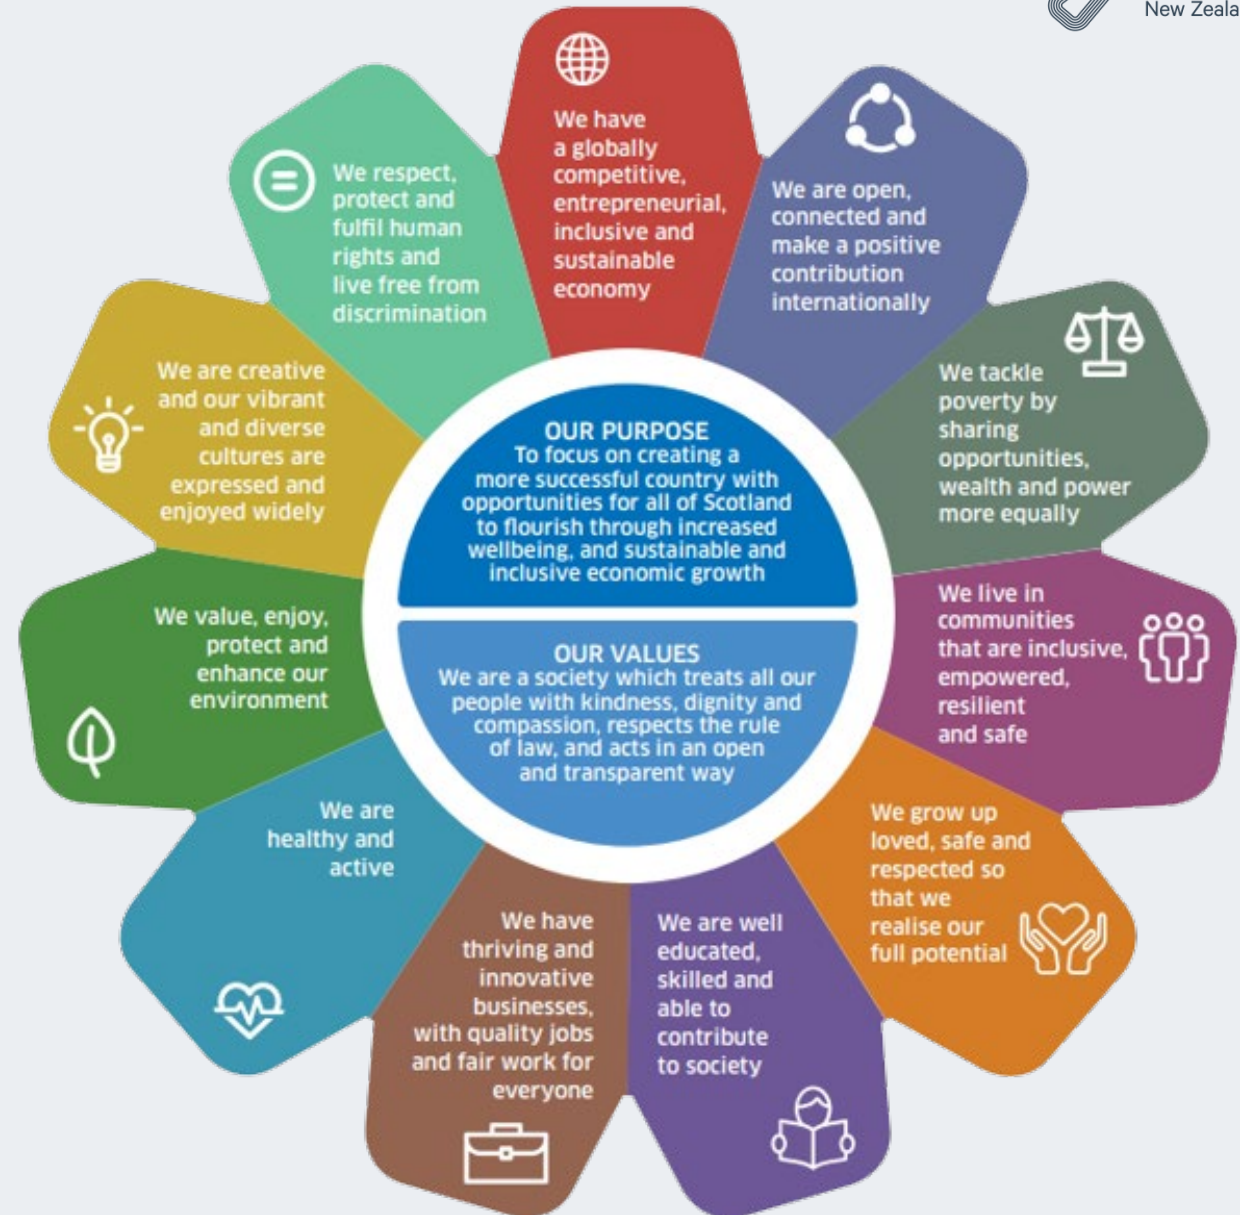 New Zeala
We have
a globally
competitive,
entrepreneurial,
inclusive and
sustainable
economy
We are open,
connected and
make a positive
contribution
internationally
We tackle
poverty by
sharing
opportunities,
wealth and power
more equally
We live in
communities
that are inclusive,
empowered,
resilient
and safe
We grow up
loved, safe and
respected so
that we
realise our
full potential
We are well
educated,
skilled and
able to
contribute
to society
We have
thriving and
innovative
businesses,
with quality jobs
and fair work for
everyone
We are
healthy and
active
We value, enjoy,
protect and
enhance our
environment
We are creative
and our vibrant
and diverse
cultures are
expressed and
enjoyed widely
We respect,
protect and
fulfil human
rights and
live free from
discrimination
OUR PURPOSE
To focus on creating a
more successful country with
opportunities for all of Scotland
to flourish through increased
wellbeing, and sustainable and
inclusive economic growth
OUR VALUES
We are a society which treats all our
people with kindness, dignity and
compassion, respects the rule
of law, and acts in an open
and transparent way